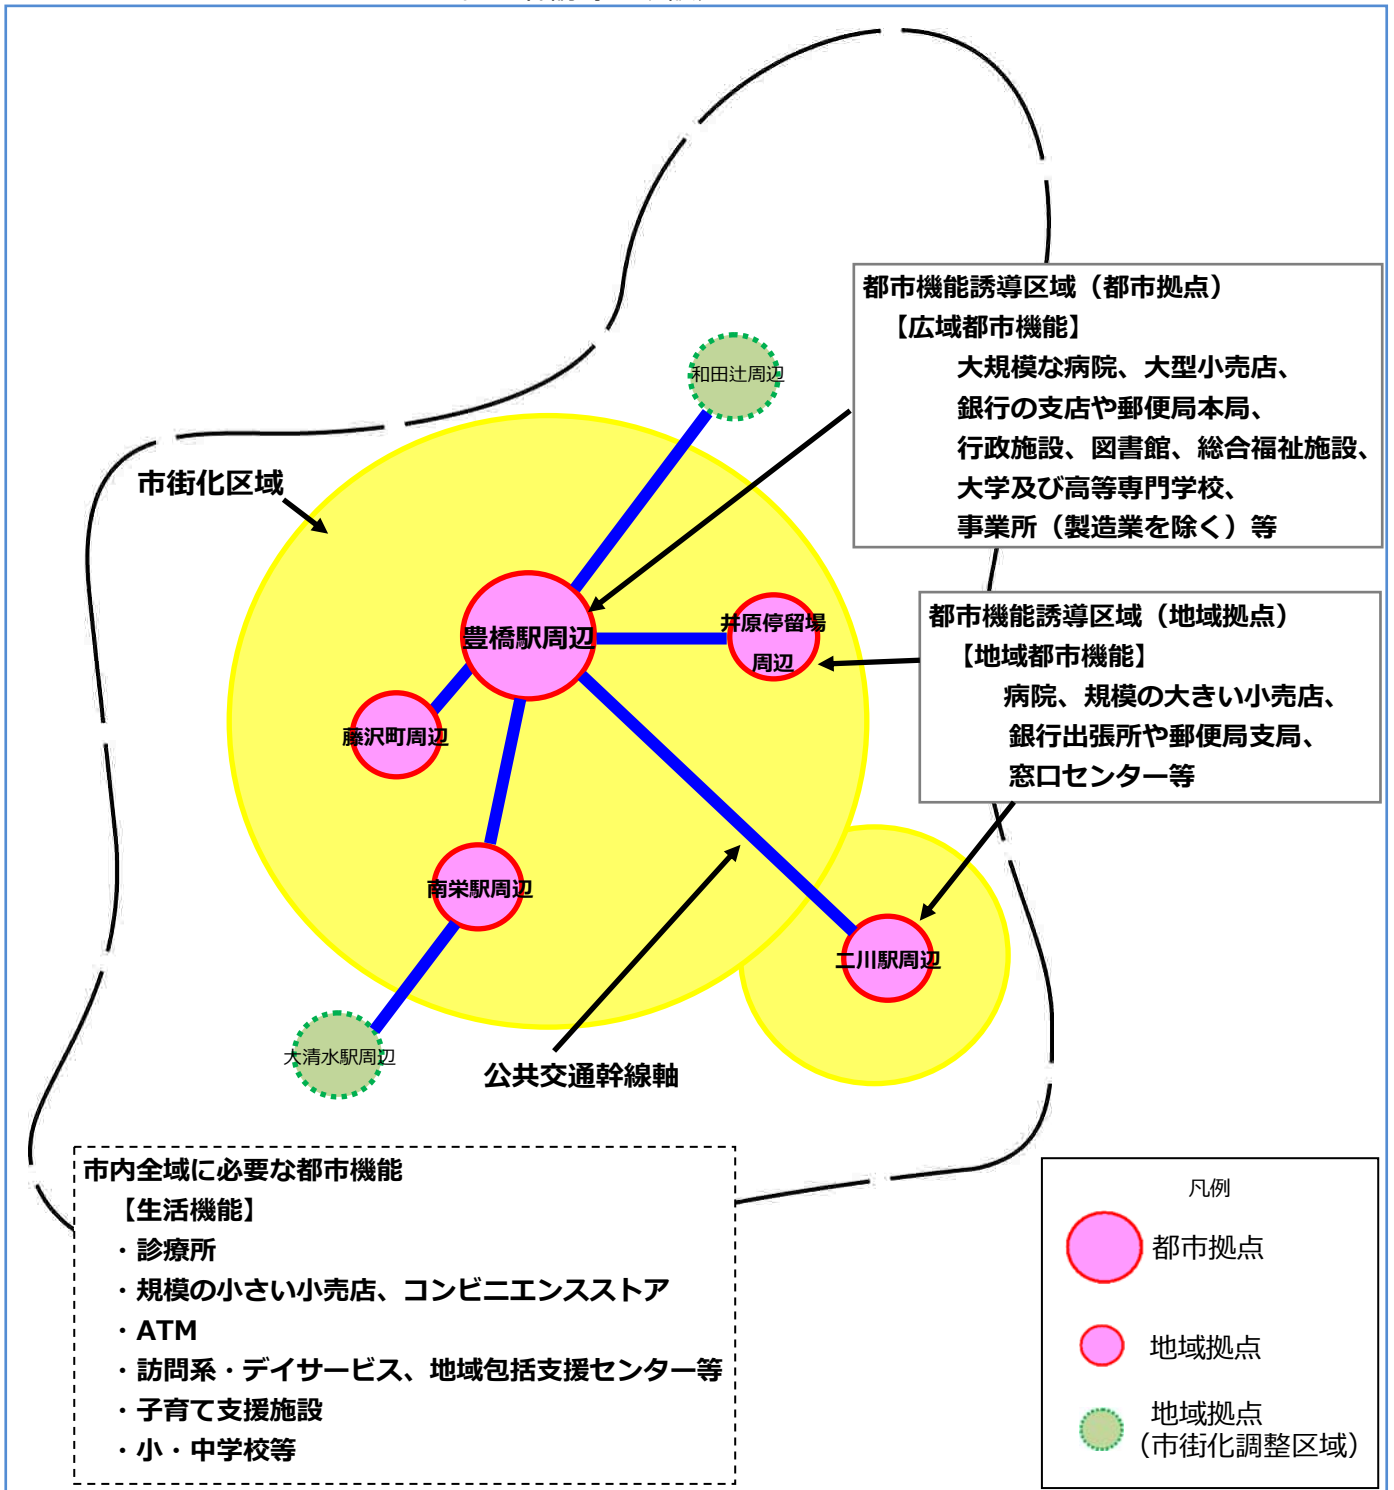 都市機能誘導区域（都市拠点）
【広域都市機能】
大規模な病院、大型小売店、
銀行の支店や郵便局本局、
行政施設、図書館、総合福祉施設、
大学及び高等専門学校、
事業所（製造業を除く）等
和田辻周辺
市街化区域
都市機能誘導区域（地域拠点）
【地域都市機能】
病院、規模の大きい小売店、
銀行出張所や郵便局支局、
窓口センター等
豊橋駅周辺
井原停留場
周辺
藤沢町周辺
南栄駅周辺
二川駅周辺
大清水駅周辺
公共交通幹線軸
市内全域に必要な都市機能
【生活機能】
・診療所
・規模の小さい小売店、コンビニエンスストア
・ATM
・訪問系・デイサービス、地域包括支援センター等
・子育て支援施設
・小・中学校等
凡例
都市拠点
地域拠点
地域拠点
（市街化調整区域）